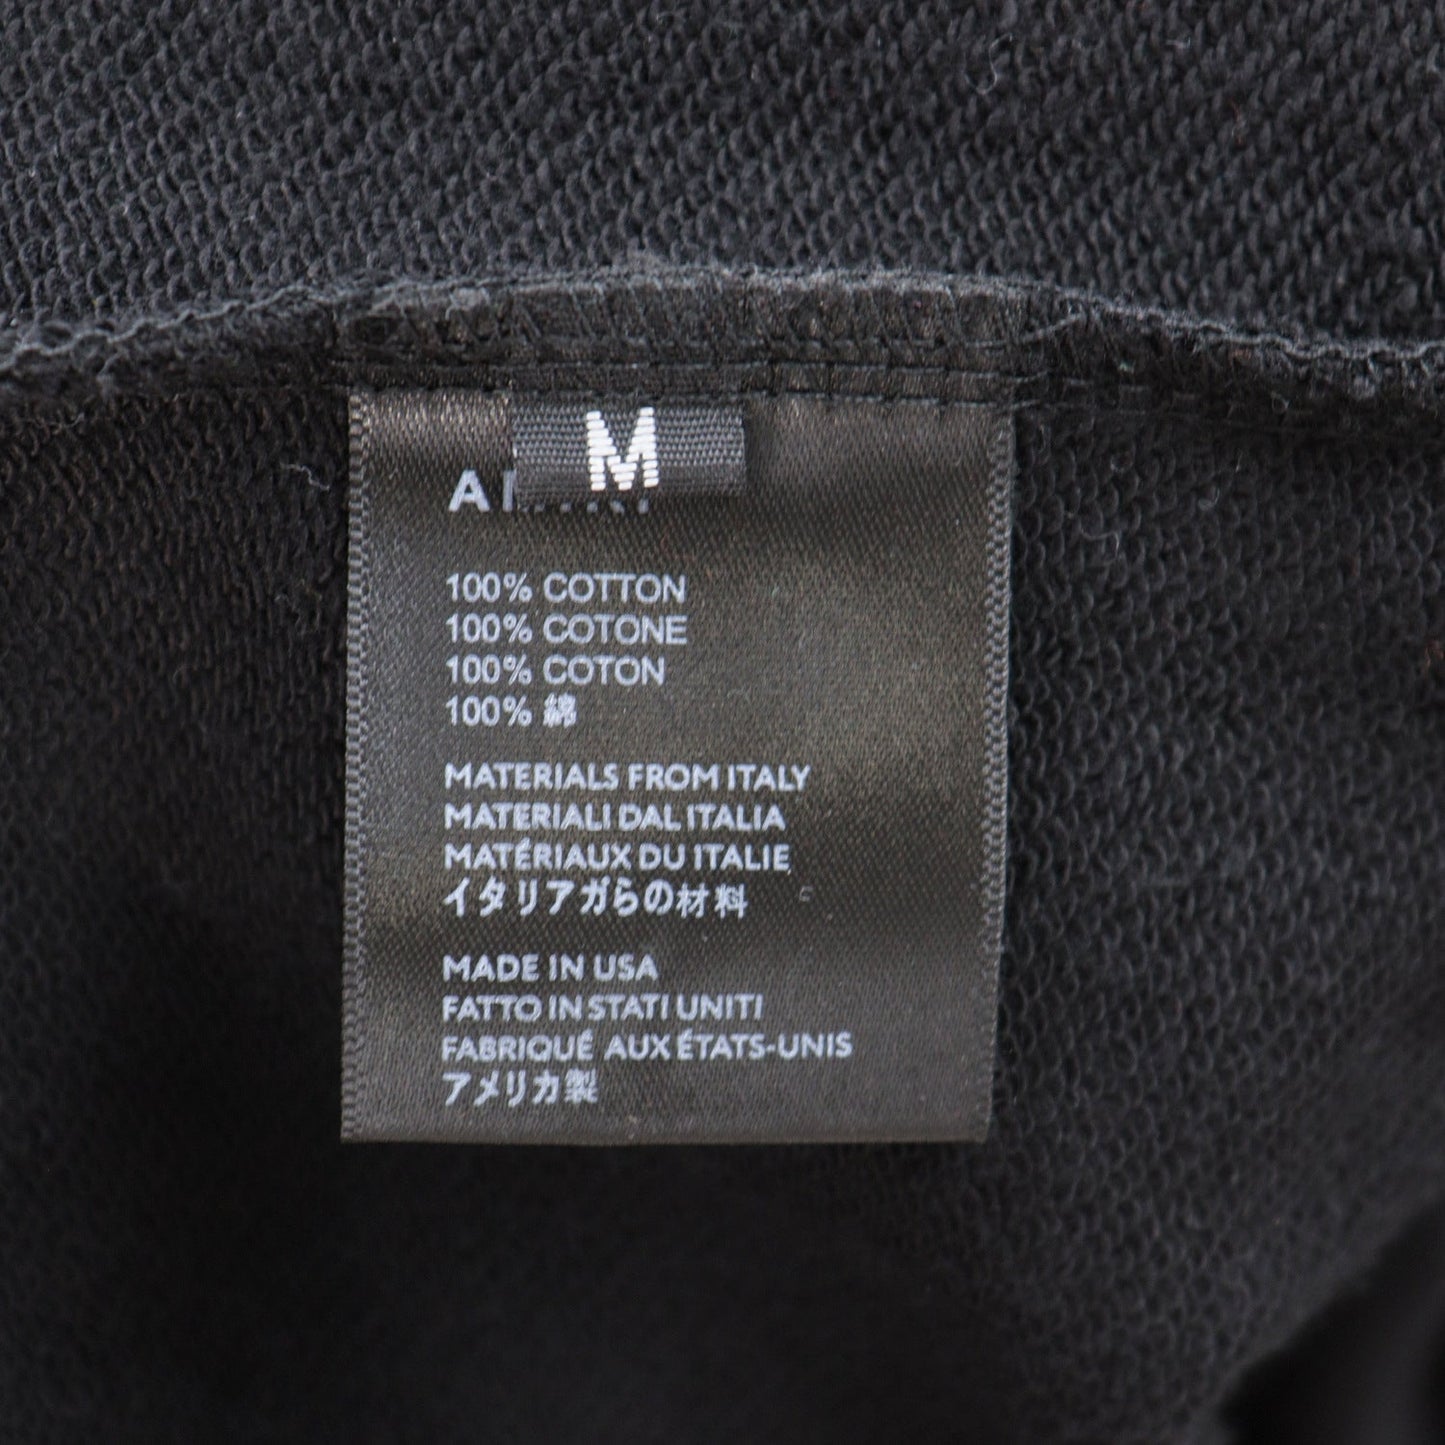 M
100% COTTON
100% COTONE
100% COTON
100% 綿
MATERIALS FROM ITALY
MATERIALI DAL ITALIA
MATÉRIAUX DU ITALIE
イタリアガらの材料
MADE IN USA
FATTO IN STATI UNITI
FABRIQUÉ AUX ÉTATS-UNIS
アメリカ製